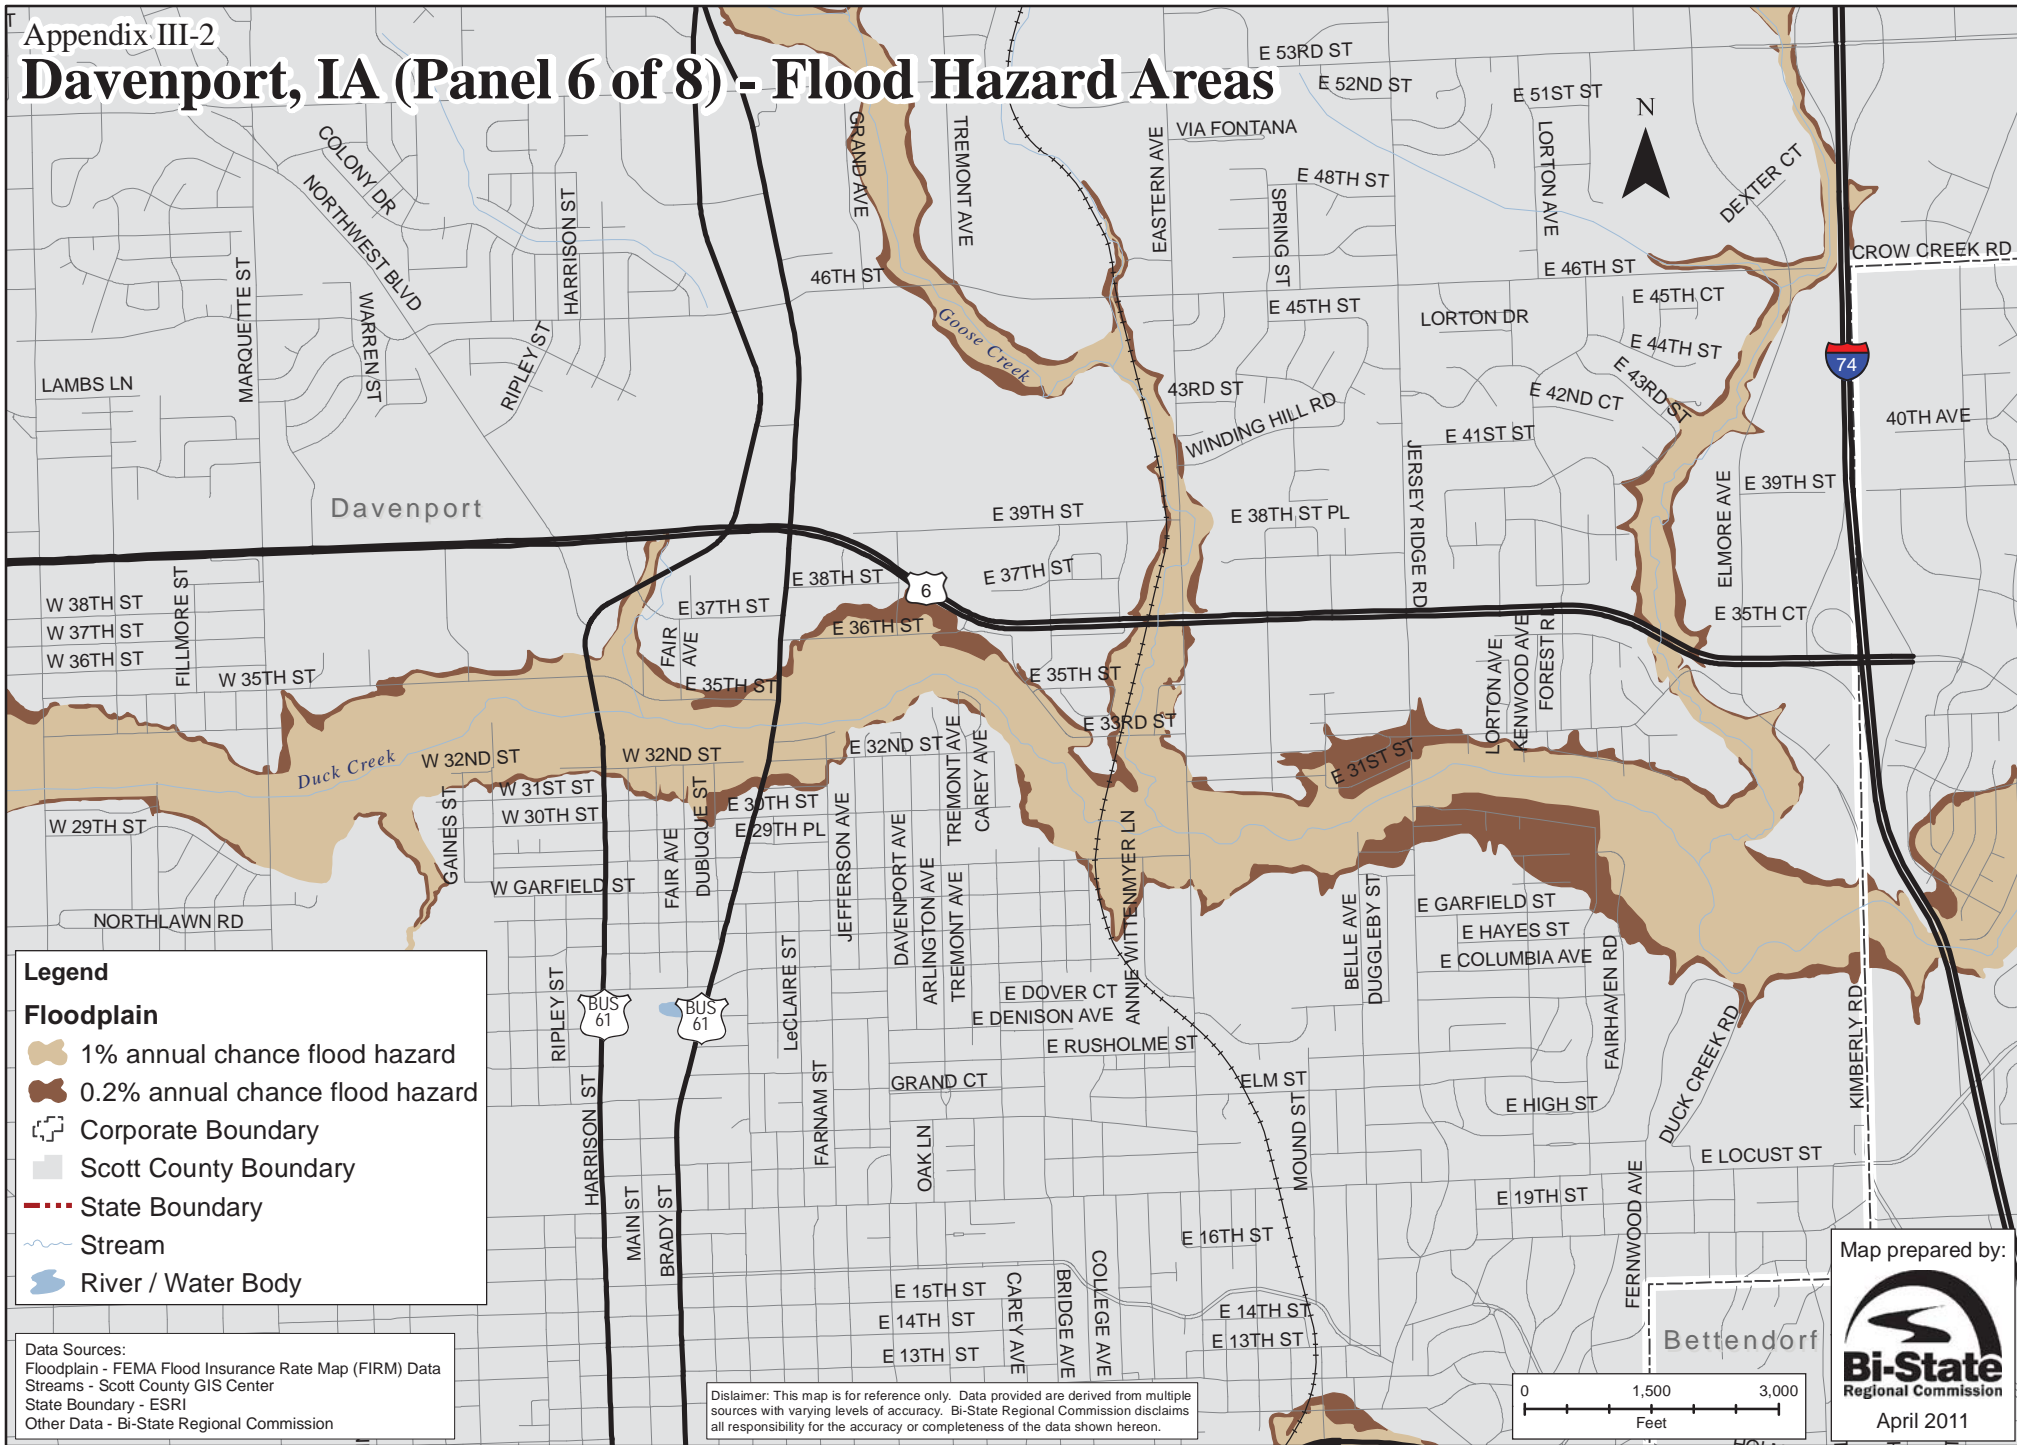 Appendix III-2
Davenport, IA (Panel 6 of 8) - Flood Hazard Areas
E 53RD ST
E 52ND ST
E 51ST ST
N
VIA FONTANA
COLONY DR
NORTHWEST BLVD
GRAND AVE
TREMONT AVE
EASTERN AVE
LORTON AVE
DEXTER CT
E 48TH ST
SPRING ST
HARRISON ST
MARQUETTE ST
CROW CREEK RD
46TH ST
E 46TH ST
E 45TH CT
E 45TH ST
LORTON DR
WARREN ST
RIPLEY ST
Goose Creek
E 44TH ST
E 43RD ST
74
LAMBS LN
43RD ST
E 42ND CT
WINDING HILL RD
40TH AVE
E 41ST ST
JERSEY RIDGE RD
ELMORE AVE
E 39TH ST
Davenport
E 39TH ST
E 38TH ST PL
E 38TH ST
E 37TH ST
6
FILLMORE ST
W 38TH ST
W 37TH ST
W 36TH ST
E 37TH ST
E 36TH ST
FAIR AVE
E 35TH CT
LORTON AVE
KENWOOD AVE
FOREST RD
W 35TH ST
E 35TH ST
E 35TH ST
E 33RD ST
Duck Creek
W 32ND ST
W 32ND ST
E 32ND ST
TREMONT AVE
CAREY AVE
E 31ST ST
W 31ST ST
W 30TH ST
E 30TH ST
E 29TH PL
W 29TH ST
GAINES ST
FAIR AVE
DUBUQUE ST
JEFFERSON AVE
DAVENPORT AVE
ARLINGTON AVE
TREMONT AVE
ANNIE WITTENMYER LN
W GARFIELD ST
BELLE AVE
DUGGLEBY ST
E GARFIELD ST
E HAYES ST
E COLUMBIA AVE
FAIRHAVEN RD
NORTHLAWN RD
RIPLEY ST
BUS
61
BUS
61
LeCLAIRE ST
E DOVER CT
E DENISON AVE
E RUSHOLME ST
DUCK CREEK RD
KIMBERLY RD
GRAND CT
ELM ST
E HIGH ST
HARRISON ST
FARNAM ST
OAK LN
MOUND ST
E LOCUST ST
E 19TH ST
FERNWOOD AVE
MAIN ST
BRADY ST
E 16TH ST
E 15TH ST
E 14TH ST
E 13TH ST
CAREY AVE
BRIDGE AVE
COLLEGE AVE
E 14TH ST
E 13TH ST
Bettendorf
Legend
Floodplain
1% annual chance flood hazard
0.2% annual chance flood hazard
Corporate Boundary
Scott County Boundary
State Boundary
Stream
River / Water Body
Data Sources:
Floodplain - FEMA Flood Insurance Rate Map (FIRM) Data
Streams - Scott County GIS Center
State Boundary - ESRI
Other Data - Bi-State Regional Commission
Dislaimer: This map is for reference only. Data provided are derived from multiple
sources with varying levels of accuracy. Bi-State Regional Commission disclaims
all responsibility for the accuracy or completeness of the data shown hereon.
0 1,500 3,000
Feet
Map prepared by:
Bi-State
Regional Commission
April 2011